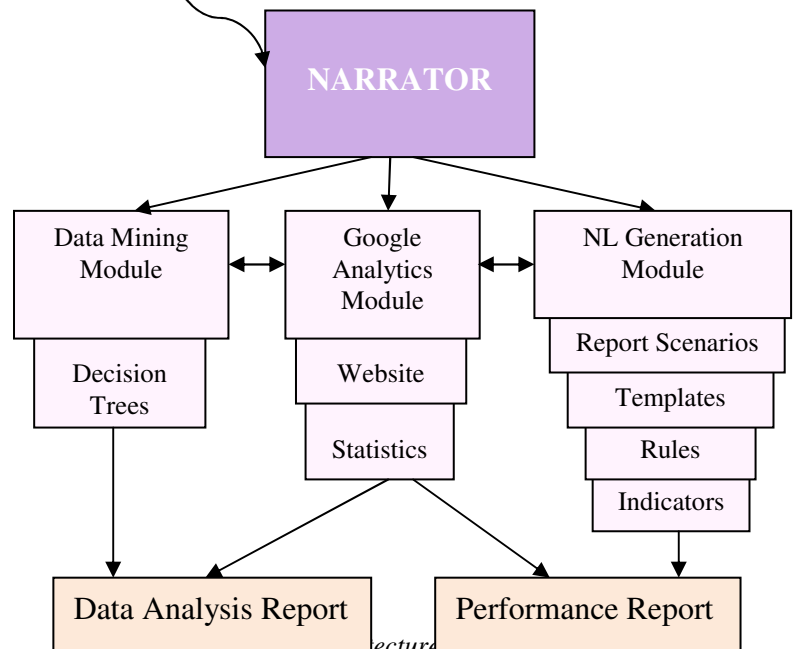 NARRATOR
Data Mining
Module
Google
Analytics
Module
NL Generation
Module
Decision
Trees
Website
Statistics
Report Scenarios
Templates
Rules
Indicators
Data Analysis Report
Performance Report